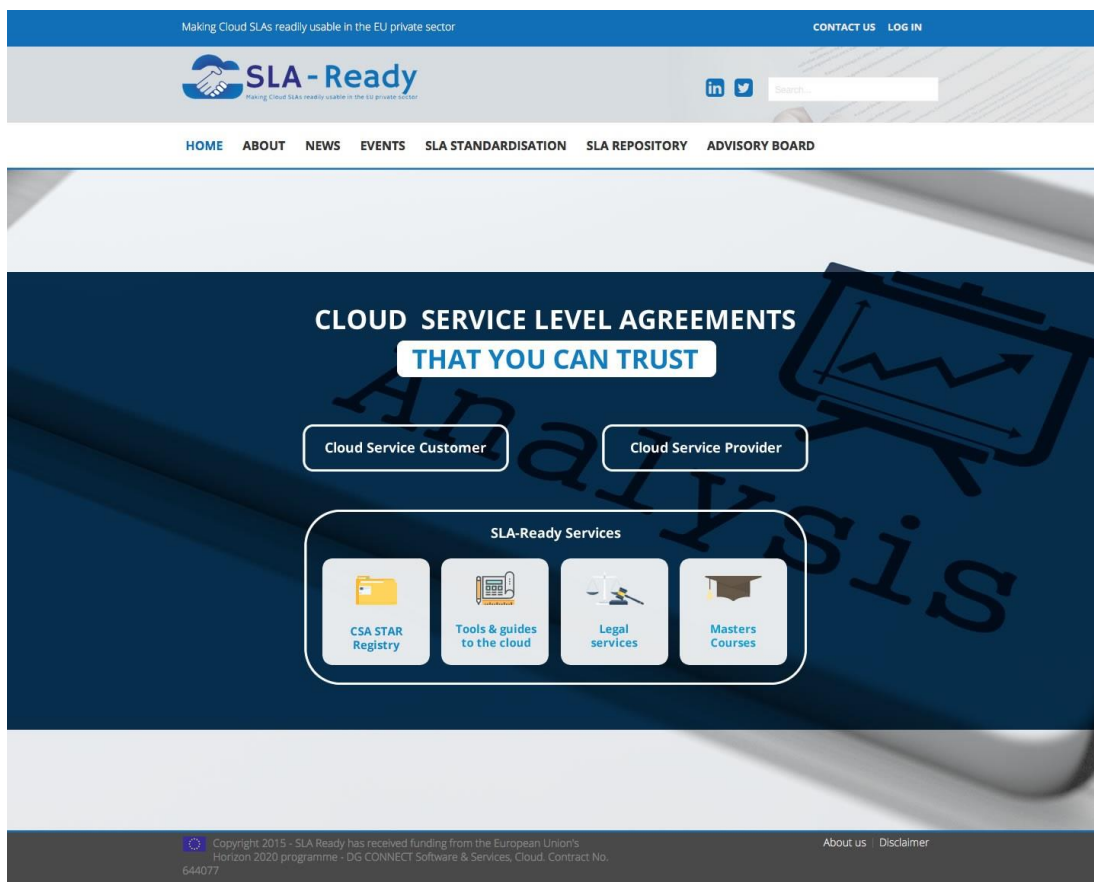 Making Cloud SLAs readily usable in the EU private sector
CONTACT US LOG IN
SLA - Ready
Making Cloud SLAs readily usable in the EU private sector
Search...
HOME ABOUT NEWS EVENTS SLA STANDARDISATION SLA REPOSITORY ADVISORY BOARD
CLOUD SERVICE LEVEL AGREEMENTS
THAT YOU CAN TRUST
Analysis
Cloud Service Customer
Cloud Service Provider
SLA-Ready Services
CSA STAR
Registry
Tools & guides
to the cloud
Legal
services
Masters
Courses
Copyright 2015 - SLA Ready has received funding from the European Union's
Horizon 2020 programme - DG CONNECT Software & Services, Cloud. Contract No.
644077
About us | Disclaimer